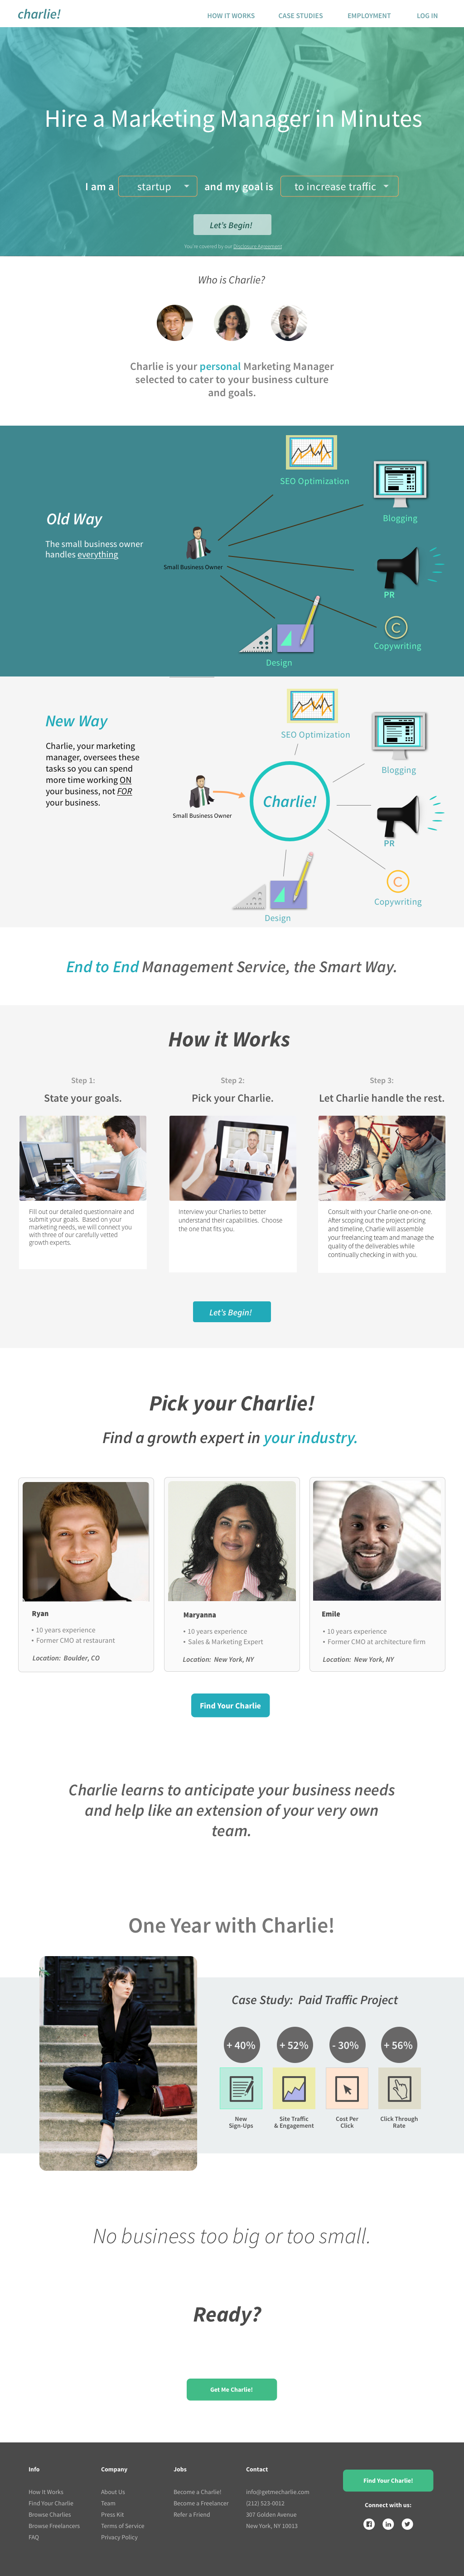 charlie!
HOW IT WORKS
CASE STUDIES
EMPLOYMENT
LOG IN
Hire a Marketing Manager in Minutes
I am a startup and my goal is to increase traffic
Let's Begin!
You're covered by our Disclosure Agreement
Who is Charlie?
Charlie is your personal Marketing Manager
selected to cater to your business culture
and goals.
Old Way
The small business owner
handles everything
Small Business Owner
SEO Optimization
Blogging
PR
C
Copywriting
Design
New Way
Charlie, your marketing
manager, oversees these
tasks so you can spend
more time working ON
your business, not FOR
your business.
Small Business Owner
Charlie!
SEO Optimization
Blogging
PR
C
Copywriting
Design
End to End Management Service, the Smart Way.
How it Works
Step 1:
State your goals.
Fill out our detailed questionnaire and
submit your goals. Based on your
marketing needs, we will connect you
with three of our carefully vetted
growth experts.
Step 2:
Pick your Charlie.
Interview your Charlies to better
understand their capabilities. Choose
the one that fits you.
Step 3:
Let Charlie handle the rest.
Consult with your Charlie one-on-one.
After scoping out the project pricing
and timeline, Charlie will assemble
your freelancing team and manage the
quality of the deliverables while
continually checking in with you.
Let's Begin!
Pick your Charlie!
Find a growth expert in your industry.
Ryan
• 10 years experience
• Former CMO at restaurant
Location: Boulder, CO
Maryanna
• 10 years experience
• Sales & Marketing Expert
Location: New York, NY
Emile
• 10 years experience
• Former CMO at architecture firm
Location: New York, NY
Find Your Charlie
Charlie learns to anticipate your business needs
and help like an extension of your very own
team.
One Year with Charlie!
Case Study: Paid Traffic Project
+ 40%
+ 52%
- 30%
+ 56%
New
Sign-Ups
Site Traffic
& Engagement
Cost Per
Click
Click Through
Rate
No business too big or too small.
Ready?
Get Me Charlie!
Info
How It Works
Find Your Charlie
Browse Charlies
Browse Freelancers
FAQ
Company
About Us
Team
Press Kit
Terms of Service
Privacy Policy
Jobs
Become a Charlie!
Become a Freelancer
Refer a Friend
Contact
info@getmecharlie.com
(212) 523-0012
307 Golden Avenue
New York, NY 10013
Find Your Charlie!
Connect with us: